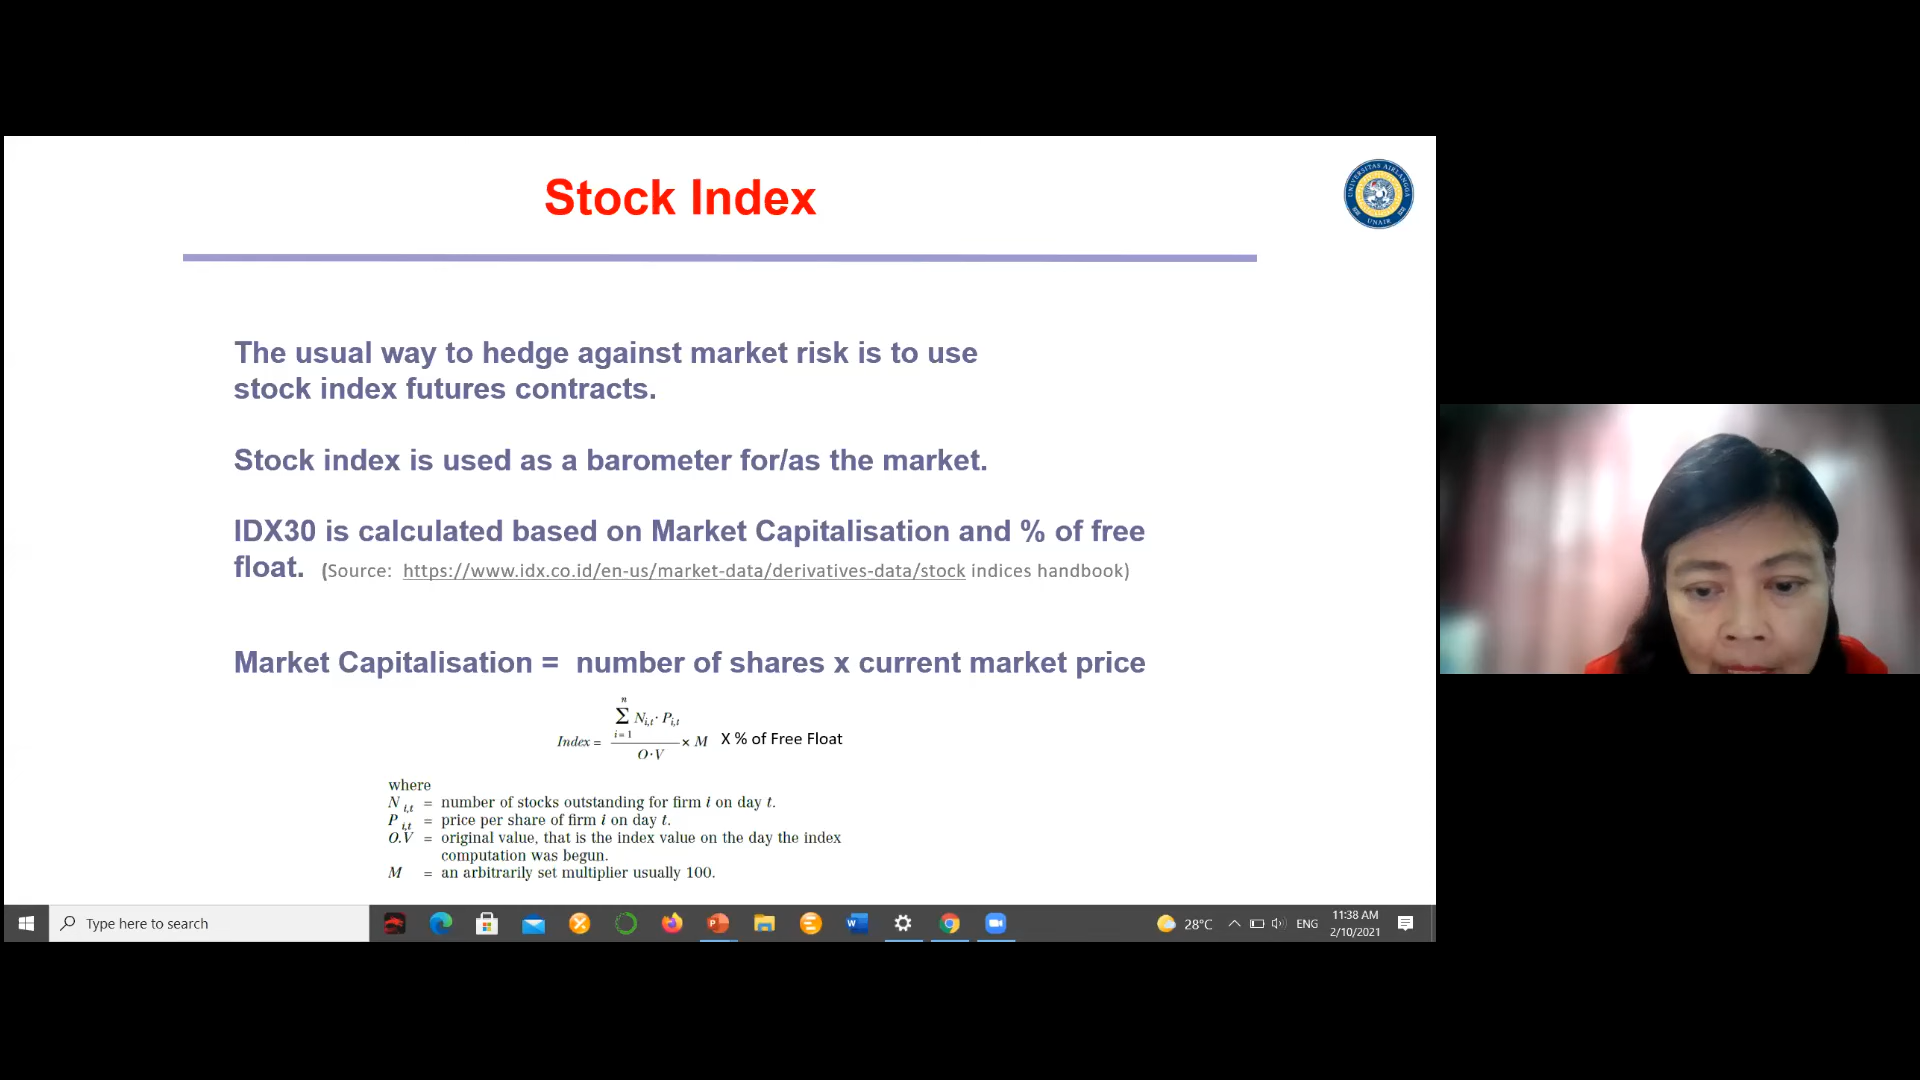 Stock Index
UNIVERSITAS AIRLANGGA
UNAIR
The usual way to hedge against market risk is to use
stock index futures contracts.
Stock index is used as a barometer for/as the market.
IDX30 is calculated based on Market Capitalisation and % of free
float. (Source: https://www.idx.co.id/en-us/market-data/derivatives-data/stock indices handbook)
Market Capitalisation = number of shares x current market price
n
Σ N i,t · P i,t
i=1
Index = × M X % of Free Float
O·V
where
N i,t = number of stocks outstanding for firm i on day t.
P i,t = price per share of firm i on day t.
O.V = original value, that is the index value on the day the index
computation was begun.
M = an arbitrarily set multiplier usually 100.
Type here to search
28°C
ENG
11:38 AM
2/10/2021